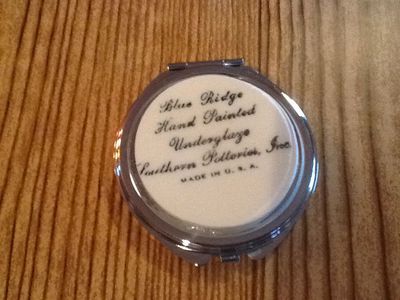 Blue Ridge
Hand Painted
Underglaze
Southern Potteries, Inc.
MADE IN U.S.A.